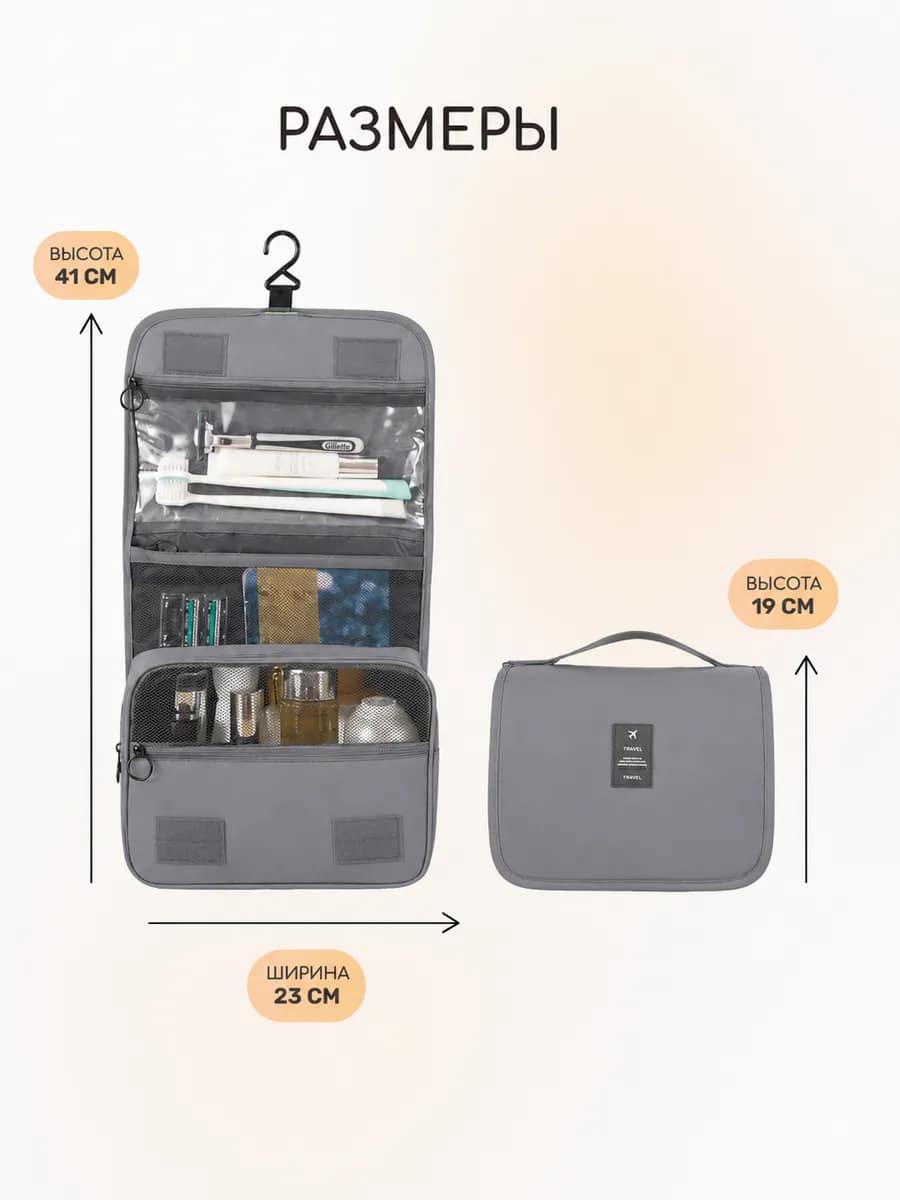 РАЗМЕРЫ
ВЫСОТА
41 СМ
Gillette
ВЫСОТА
19 СМ
TRAVEL
TRAVEL
ШИРИНА
23 СМ